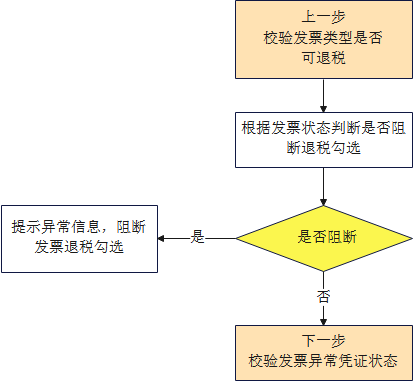 上一步
校验发票类型是否
可退税
根据发票状态判断是否阻
断退税勾选
是否阻断
是
提示异常信息，阻断
发票退税勾选
否
下一步
校验发票异常凭证状态